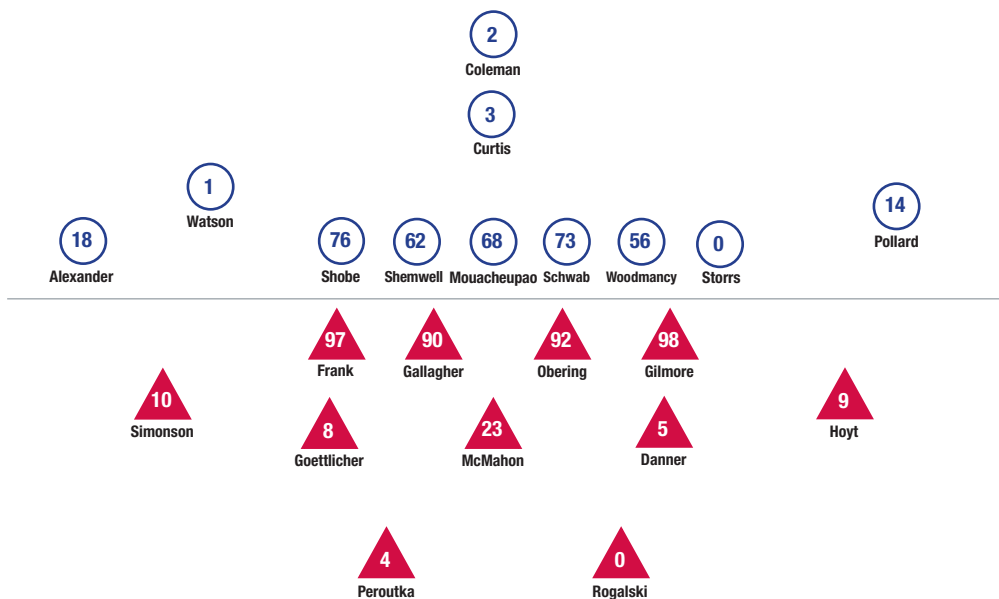 2
Coleman
3
Curtis
1
Watson
14
Pollard
18
Alexander
76
Shobe
62
Shemwell
68
Mouacheupao
73
Schwab
56
Woodmancy
0
Storrs
97
Frank
90
Gallagher
92
Obering
98
Gilmore
10
Simonson
9
Hoyt
8
Goettlicher
23
McMahon
5
Danner
4
Peroutka
0
Rogalski